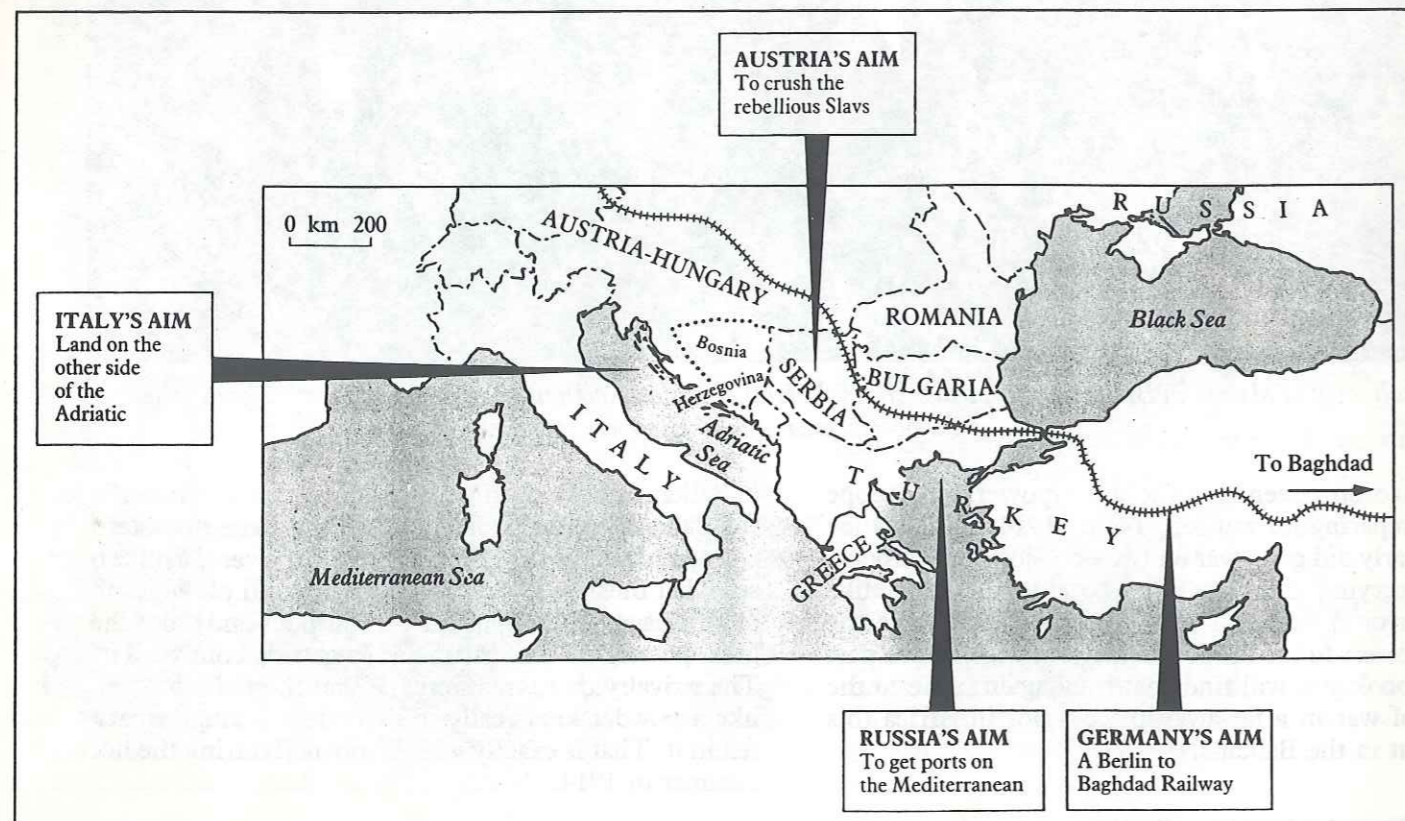 AUSTRIA'S AIM
To crush the
rebellious Slavs
0 km 200
RUSSIA
AUSTRIA-HUNGARY
ITALY'S AIM
Land on the
other side
of the
Adriatic
ROMANIA
Black Sea
Bosnia
Herzegovina
SERBIA
BULGARIA
ITALY
Adriatic
Sea
To Baghdad
TURKEY
GREECE
Mediterranean Sea
RUSSIA'S AIM
To get ports on
the Mediterranean
GERMANY'S AIM
A Berlin to
Baghdad Railway